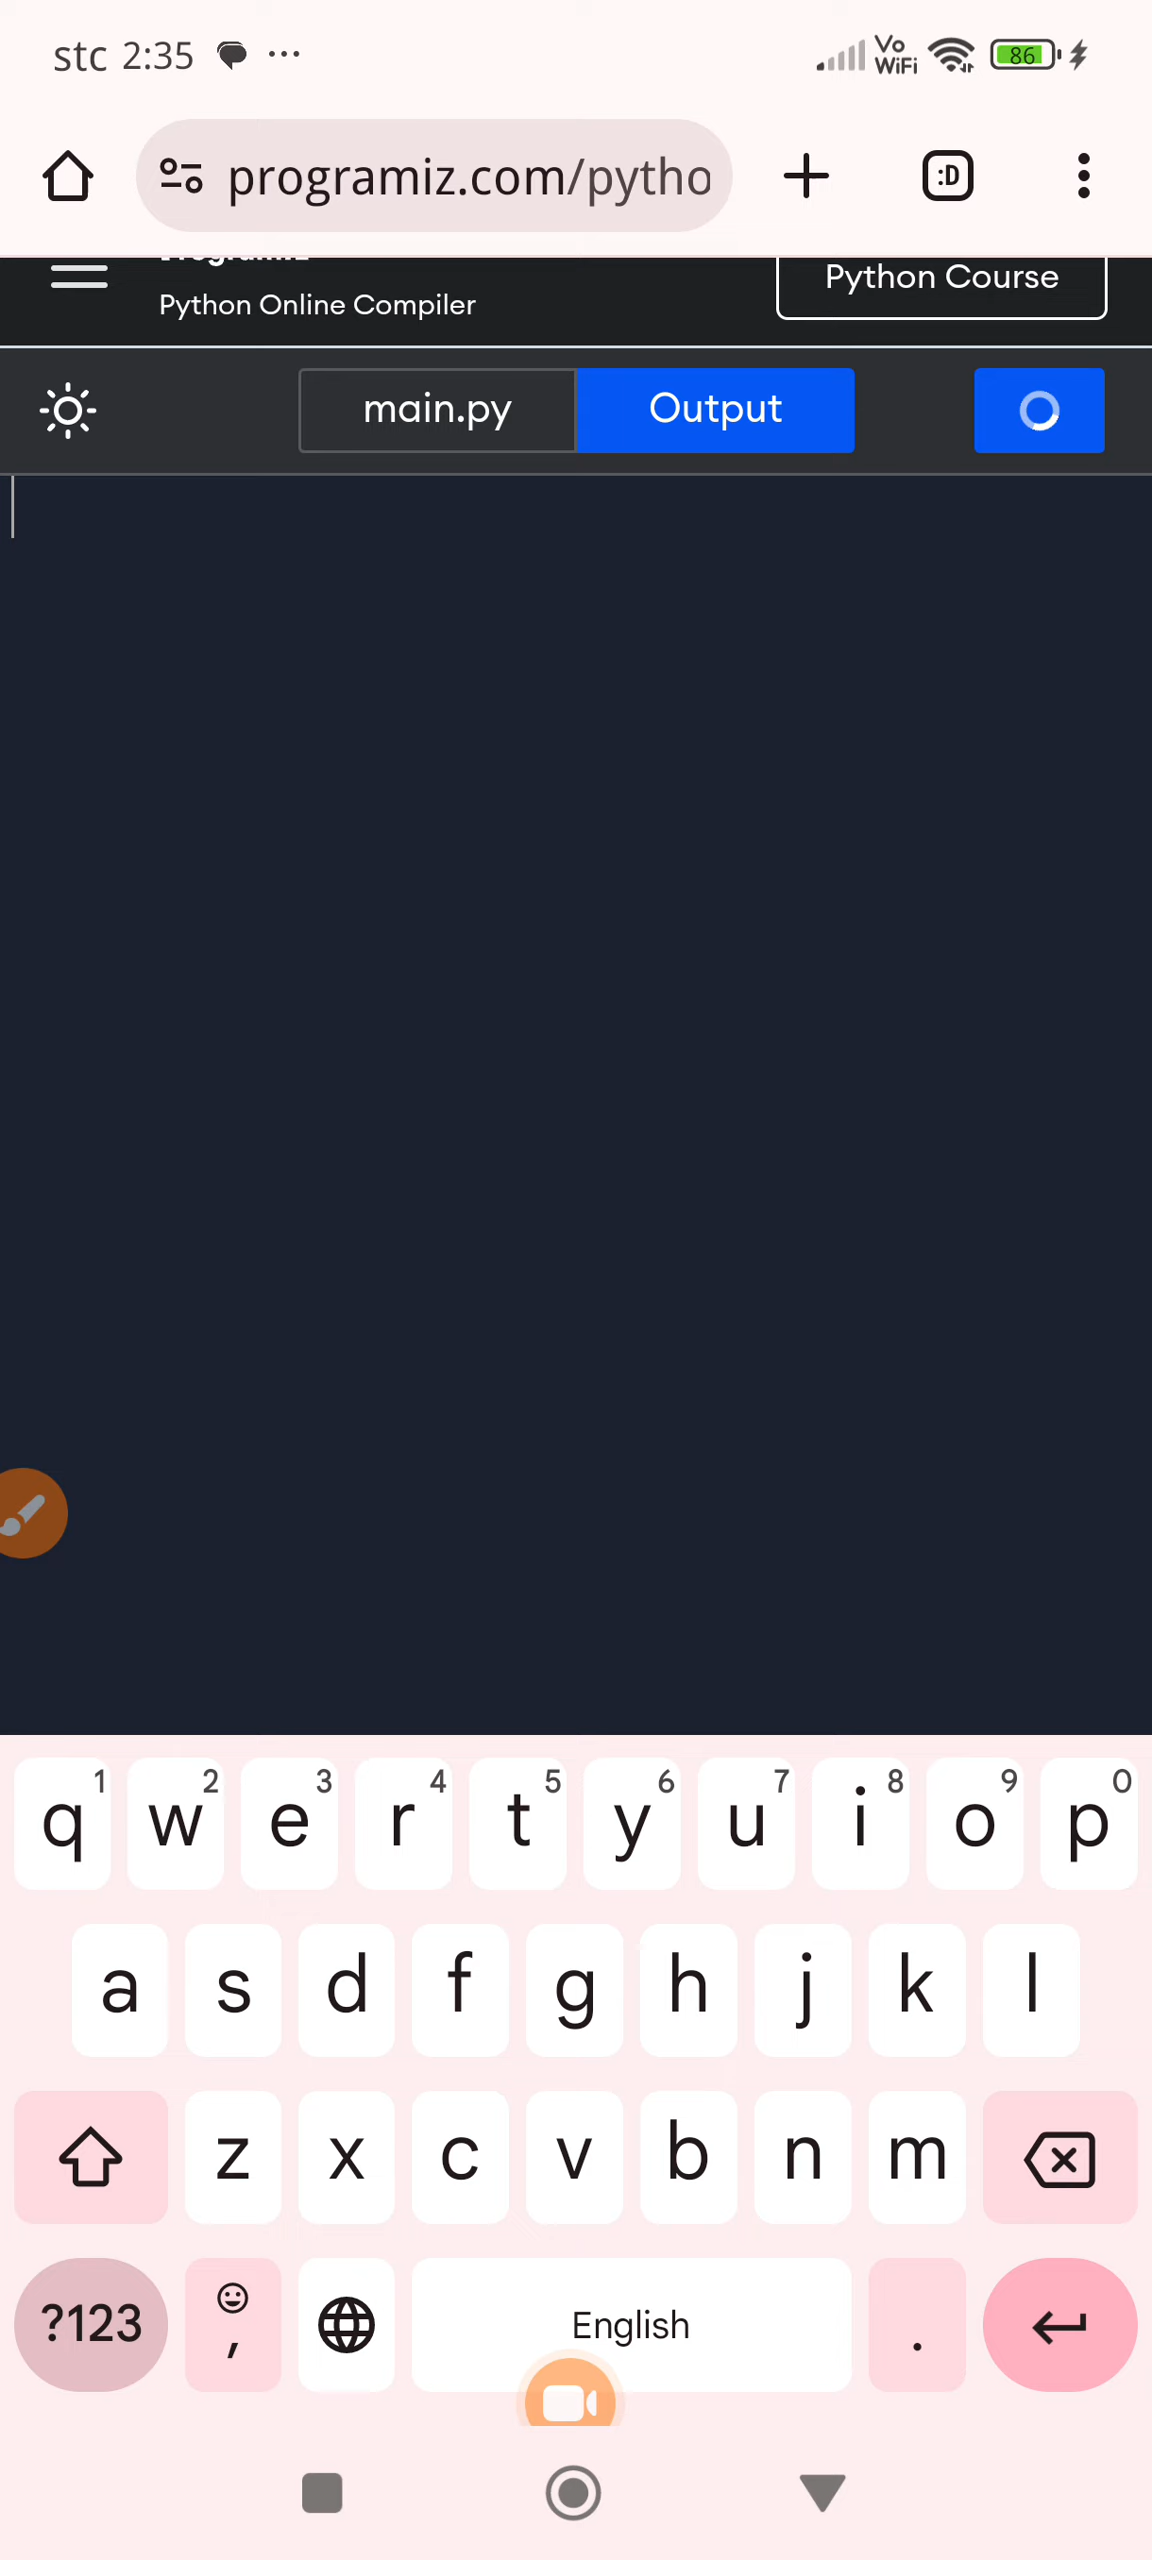 stc 2:35 ...
Vo WiFi 86
programiz.com/pytho
:D
Programiz
Python Online Compiler
Python Course
main.py
Output
q 1 w 2 e 3 r 4 t 5 y 6 u 7 i 8 o 9 p 0
a s d f g h j k l
z x c v b n m
?123 , English .